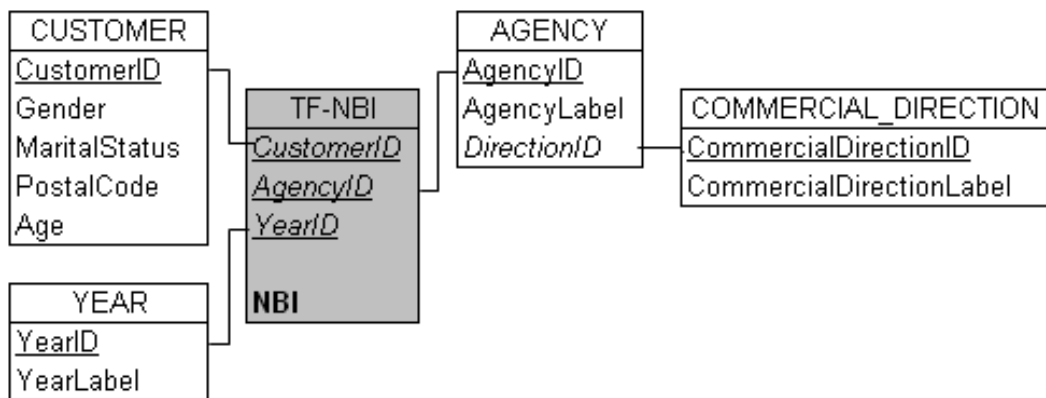 CUSTOMER
CustomerID
Gender
MaritalStatus
PostalCode
Age
TF-NBI
CustomerID
AgencyID
YearID
NBI
AGENCY
AgencyID
AgencyLabel
DirectionID
COMMERCIAL_DIRECTION
CommercialDirectionID
CommercialDirectionLabel
YEAR
YearID
YearLabel